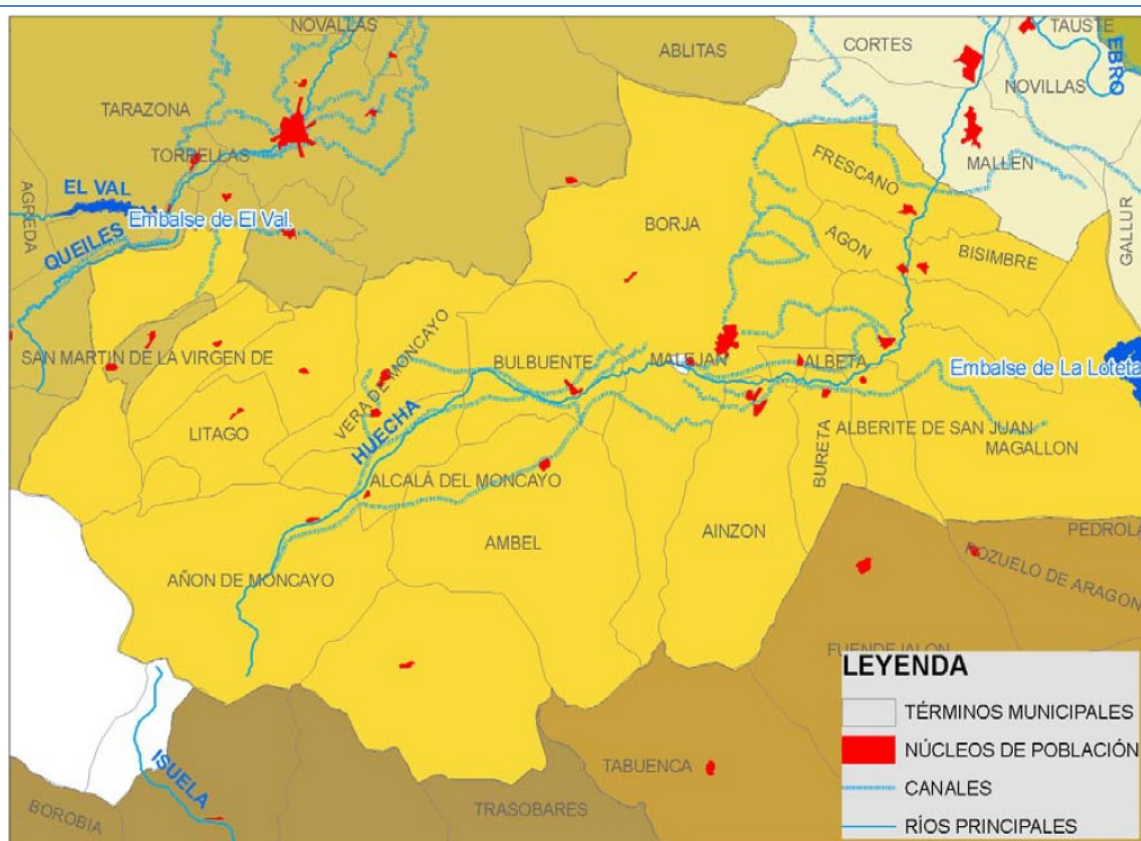 NOVALLAS
TAUSTE
CORTES
ABLITAS
EBRO
NOVILLAS
TARAZONA
TORRELLAS
MALLEN
FRESCANO
AGREDA
EL VAL
Embalse de El Val.
BORJA
GALLUR
QUEILES
AGON
BISIMBRE
SAN MARTIN DE LA VIRGEN DE
VERA DE MONCAYO
BULBUENTE
MALEJAN
ALBETA
Embalse de La Loteta
LITAGO
HUECHA
ALBERITE DE SAN JUAN
MAGALLON
BURETA
ALCALÁ DEL MONCAYO
AINZON
AMBEL
PEDROLA
POZUELO DE ARAGON
AÑON DE MONCAYO
FUENDEJALON
ISUELA
TABUENCA
TRASOBARES
BOROBIA
LEYENDA
TÉRMINOS MUNICIPALES
NÚCLEOS DE POBLACIÓN
CANALES
RÍOS PRINCIPALES